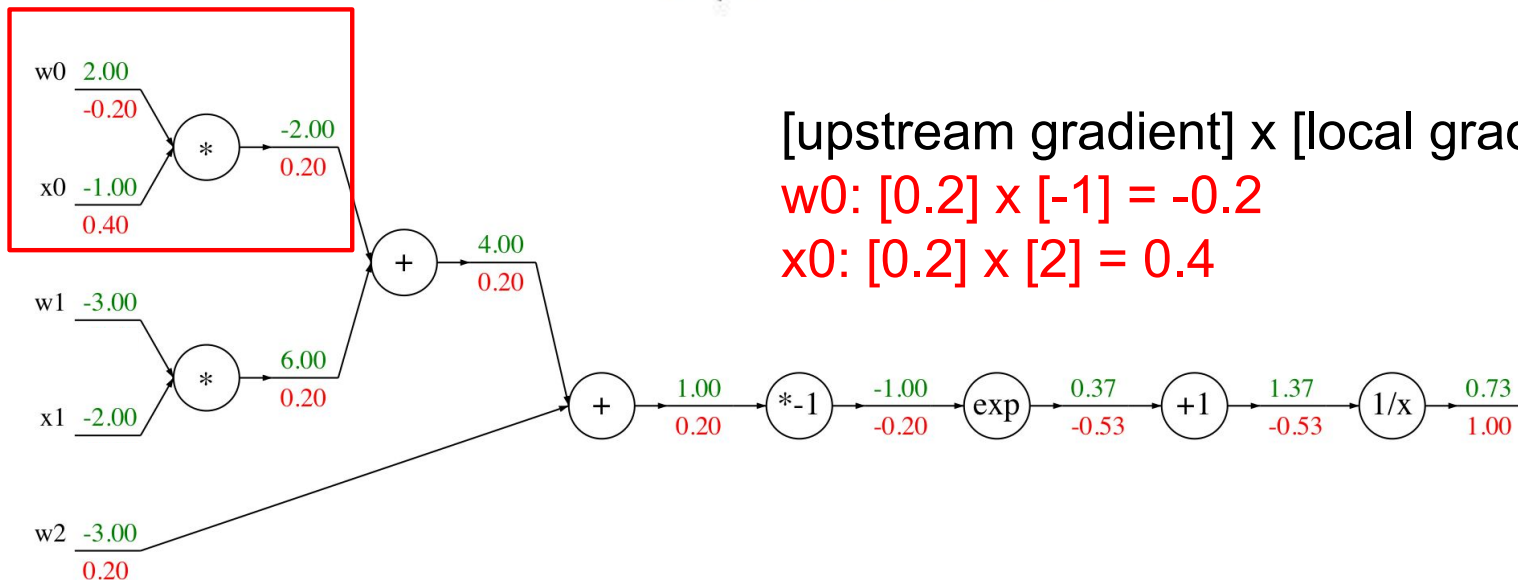 w0 2.00
-0.20
*
-2.00
0.20
x0 -1.00
0.40
[upstream gradient] x [local
w0: [0.2] x [-1] = -0.2
x0: [0.2] x [2] = 0.4
+
4.00
0.20
w1 -3.00
*
6.00
0.20
x1 -2.00
+
1.00
0.20
*-1
-1.00
-0.20
exp
0.37
-0.53
+1
1.37
-0.53
1/x
0.73
1.00
w2 -3.00
0.20